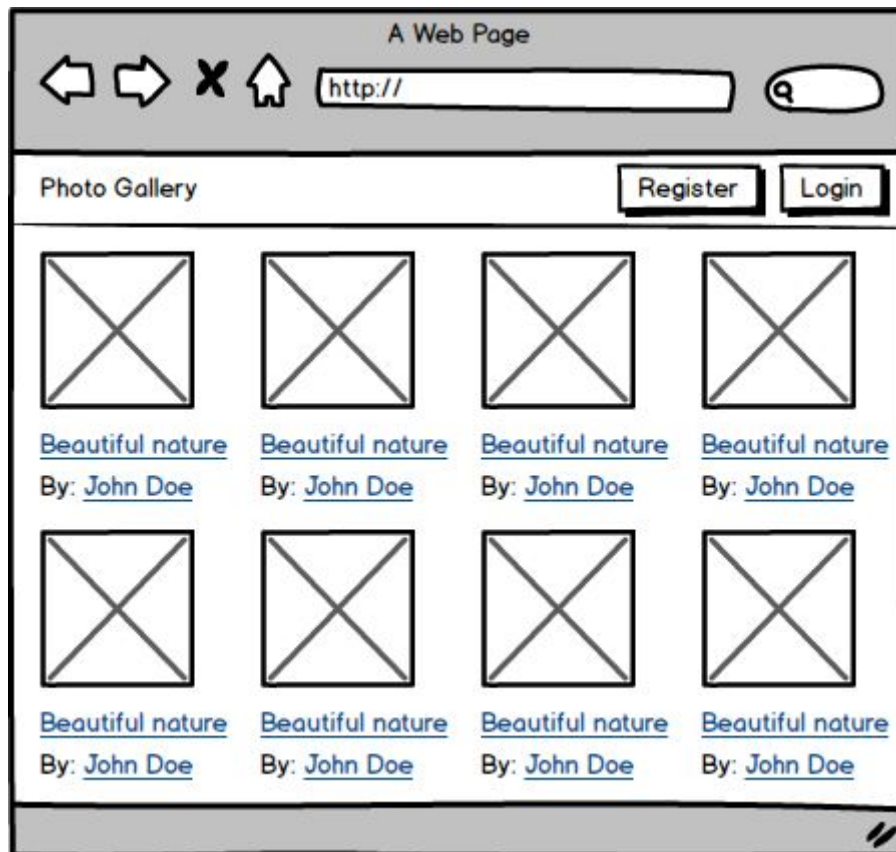 A Web Page
http://
Photo Gallery Register Login
Beautiful nature Beautiful nature Beautiful nature Beautiful nature
By: John Doe By: John Doe By: John Doe By: John Doe
Beautiful nature Beautiful nature Beautiful nature Beautiful nature
By: John Doe By: John Doe By: John Doe By: John Doe